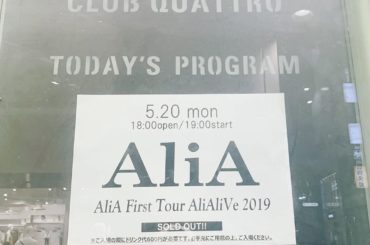 CLUB QUATTRO
TODAY'S PROGRAM
5.20 mon
18:00open/19:00start
AliA
AliA First Tour AliAliVe 2019
SOLD OUT!!